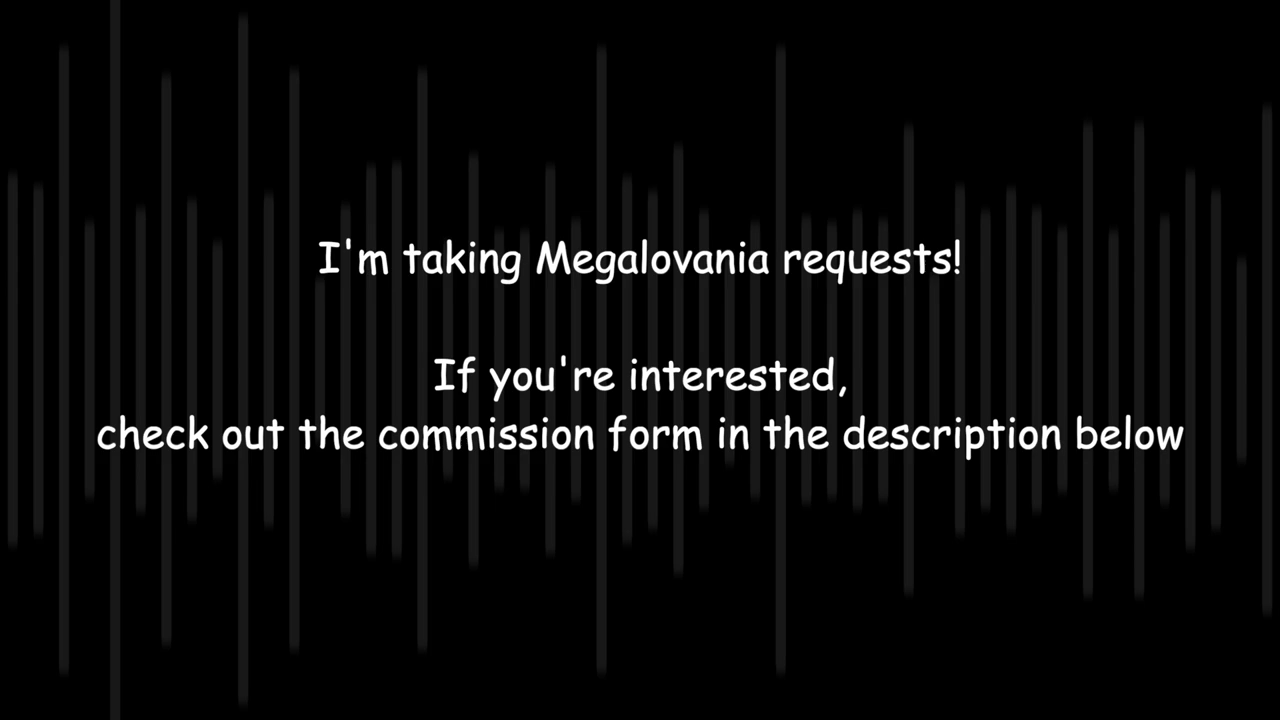 I'm taking Megalovania requests!
If you're interested,
check out the commission form in the description below